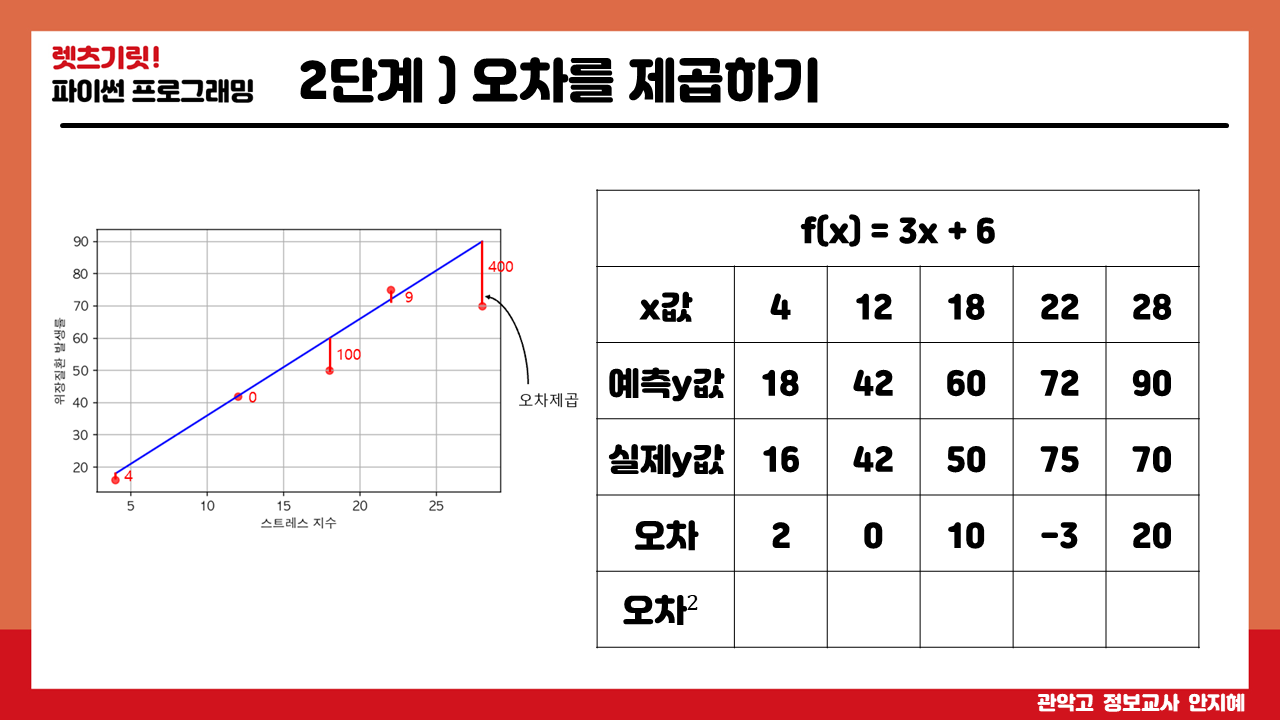 렛츠기릿!
파이썬 프로그래밍
2단계 ) 오차를 제곱하기
90
80
70
60
50
40
30
20
위장질환 발생률
5 10 15 20 25
스트레스 지수
4
0
100
9
400
오차제곱
f(x) = 3x + 6
x값 4 12 18 22 28
예측y값 18 42 60 72 90
실제y값 16 42 50 75 70
오차 2 0 10 -3 20
오차²
관악고 정보교사 안지혜